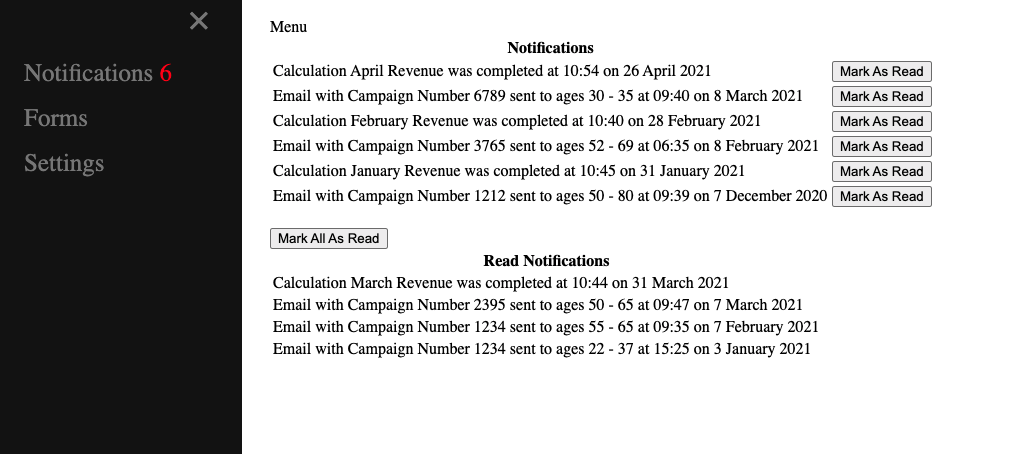 ×
Notifications 6
Forms
Settings
Menu
Notifications
Calculation April Revenue was completed at 10:54 on 26 April 2021 Mark As Read
Email with Campaign Number 6789 sent to ages 30 - 35 at 09:40 on 8 March 2021 Mark As Read
Calculation February Revenue was completed at 10:40 on 28 February 2021 Mark As Read
Email with Campaign Number 3765 sent to ages 52 - 69 at 06:35 on 8 February 2021 Mark As Read
Calculation January Revenue was completed at 10:45 on 31 January 2021 Mark As Read
Email with Campaign Number 1212 sent to ages 50 - 80 at 09:39 on 7 December 2020 Mark As Read
Mark All As Read
Read Notifications
Calculation March Revenue was completed at 10:44 on 31 March 2021
Email with Campaign Number 2395 sent to ages 50 - 65 at 09:47 on 7 March 2021
Email with Campaign Number 1234 sent to ages 55 - 65 at 09:35 on 7 February 2021
Email with Campaign Number 1234 sent to ages 22 - 37 at 15:25 on 3 January 2021